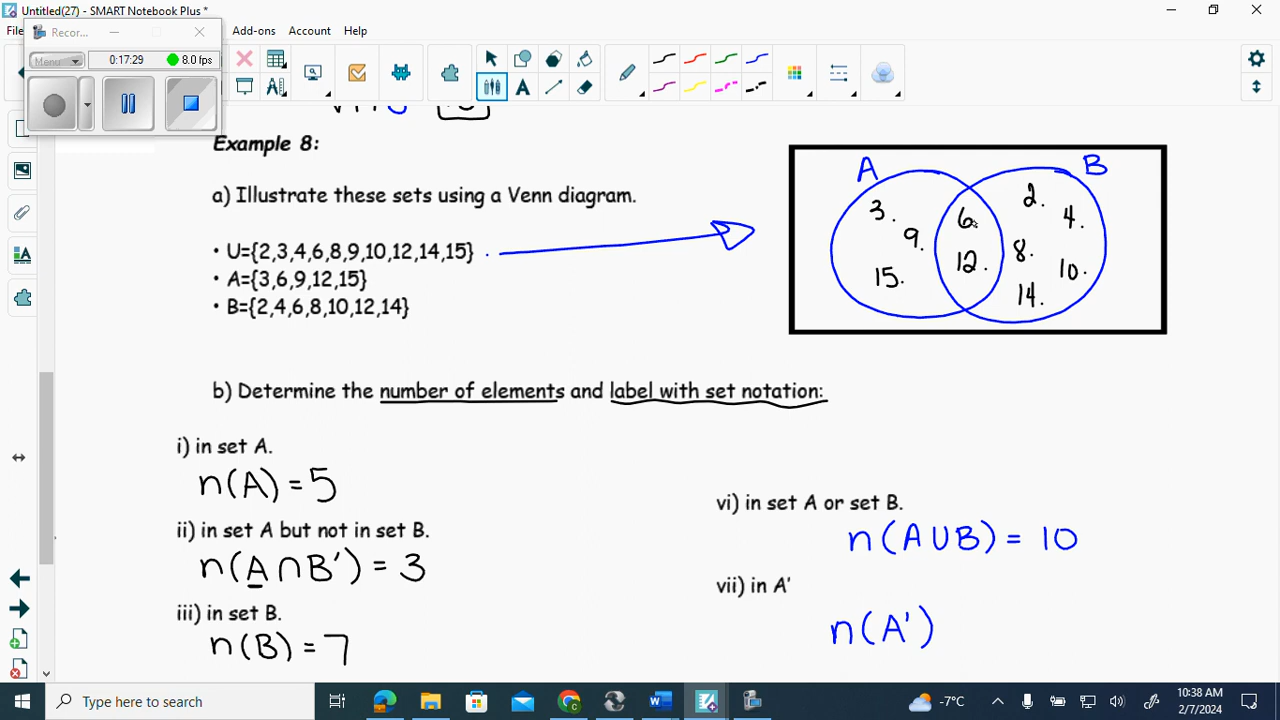 Untitled(27) - SMART Notebook Plus *
Recor...
File Add-ons Account Help
Menu 0:17:29 8.0 fps
Example 8:
a) Illustrate these sets using a Venn diagram.
• U={2,3,4,6,8,9,10,12,14,15}
• A={3,6,9,12,15}
• B={2,4,6,8,10,12,14}
A B
3. 6 2. 4.
9. 8.
15. 12. 10.
14.
b) Determine the number of elements and label with set notation:
i) in set A.
n(A) = 5
ii) in set A but not in set B.
n(A∩B') = 3
iii) in set B.
n(B) = 7
vi) in set A or set B.
n(A∪B) = 10
vii) in A'
n(A')
Type here to search
-7°C
10:38 AM
2/7/2024